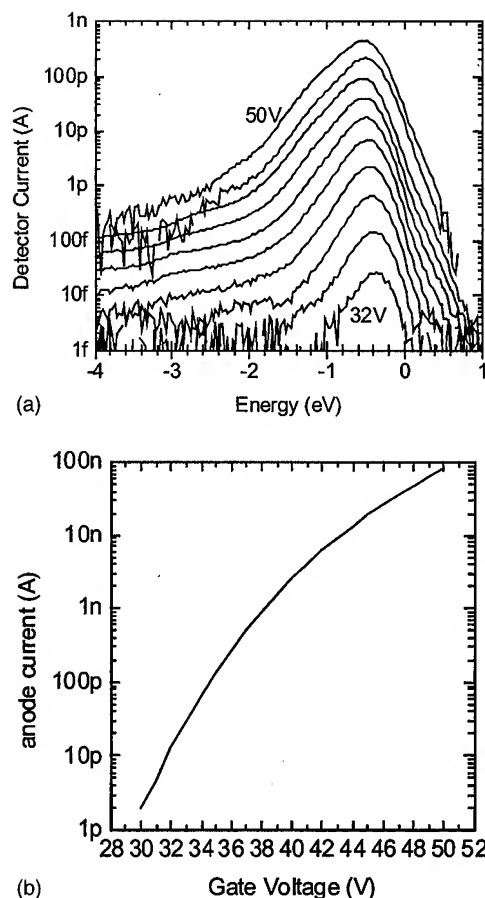 1n
100p
10p
1p
100f
10f
1f
Detector Current (A)
50V
32V
-4 -3 -2 -1 0 1
(a)
Energy (eV)
100n
10n
1n
100p
10p
1p
anode current (A)
28 30 32 34 36 38 40 42 44 46 48 50 52
(b)
Gate Voltage (V)